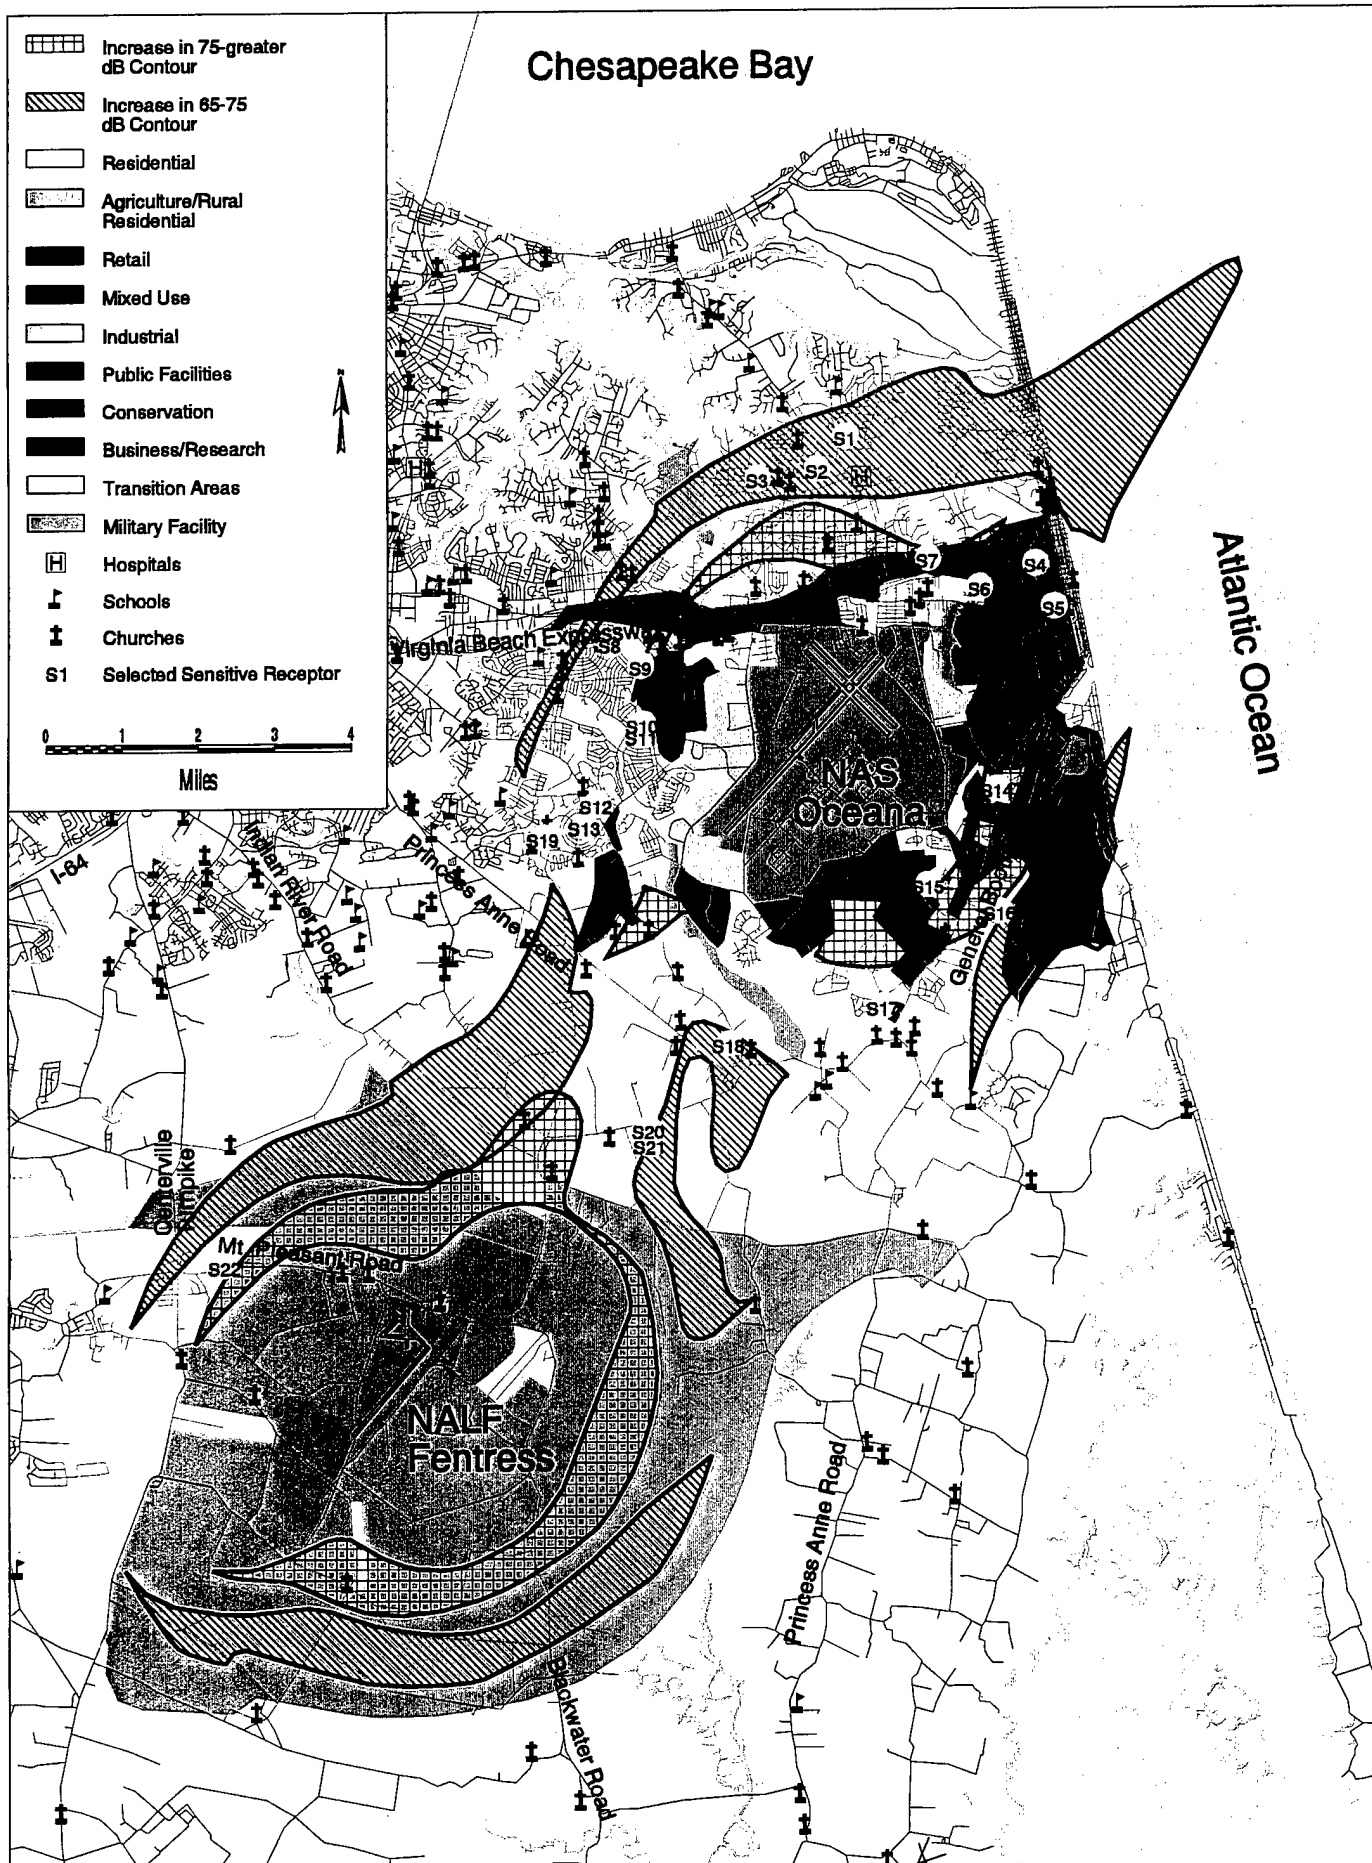 Increase in 75-greater
dB Contour
Increase in 65-75
dB Contour
Residential
Agriculture/Rural
Residential
Retail
Mixed Use
Industrial
Public Facilities
Conservation
Business/Research
Transition Areas
Military Facility
H Hospitals
Schools
Churches
S1 Selected Sensitive Receptor
N
0 1 2 3 4
Miles
Chesapeake Bay
Atlantic Ocean
H
S1
S2
S3
H
S7
S4
S6
S5
Virginia Beach Expressw
S8
S9
S10
S11
NAS
Oceana
S14
S12
S13
S19
S15
S16
I-64
Indian River Road
Princess Anne Road
General
S17
S18
S20
S21
Centerville
Turnpike
Mt. Pleasant Road
S22
NALF
Fentress
Princess Anne Road
Blackwater Road